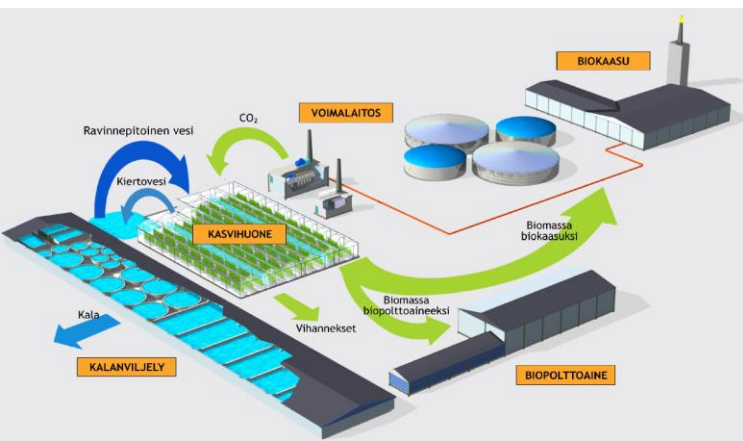 BIOKAASU
VOIMALAITOS
CO₂
Ravinnepitoinen vesi
Kiertovesi
KASVIHUONE
Biomassa
biokaasuksi
Biomassa
biopolttoaineeksi
Kala
Vihannekset
KALANVILJELY
BIOPOLTTOAINE